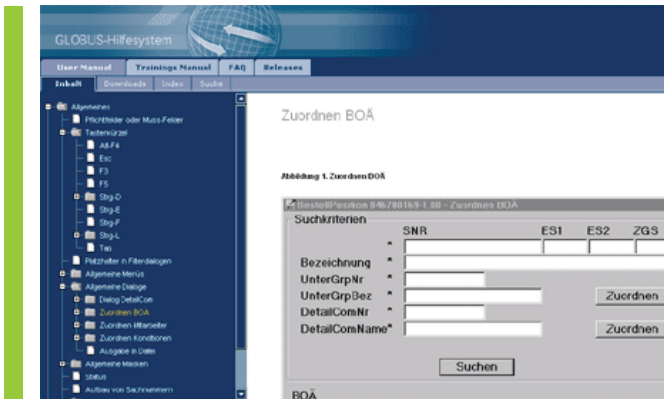 GLOBUS-Hilfesystem
User Manual Trainings Manual FAQ Releases
Inhalt Downloads Index Suche
Allgemeines
Pflichtfelder oder Muss-Felder
Tastenkürzel
Alt-F4
Esc
F3
F5
Strg-D
Strg-E
Strg-F
Strg-L
Tab
Platzhalter in Filterdialogen
Allgemeine Menüs
Allgemeine Dialoge
Dialog DetailCom
Zuordnen BOÄ
Zuordnen Mitarbeiter
Zuordnen Konditionen
Ausgabe in Datei
Allgemeine Masken
Status
Aufbau von Sachnummern
Zuordnen BOÄ
Abbildung 1. Zuordnen BOÄ
BestellPosition - Zuordnen BOÄ
Suchkriterien
SNR ES1 ES2 ZGS
*
Bezeichnung *
UnterGrpNr *
UnterGrpBez * Zuordnen
DetailComNr *
DetailComName* Zuordnen
Suchen
BOÄ